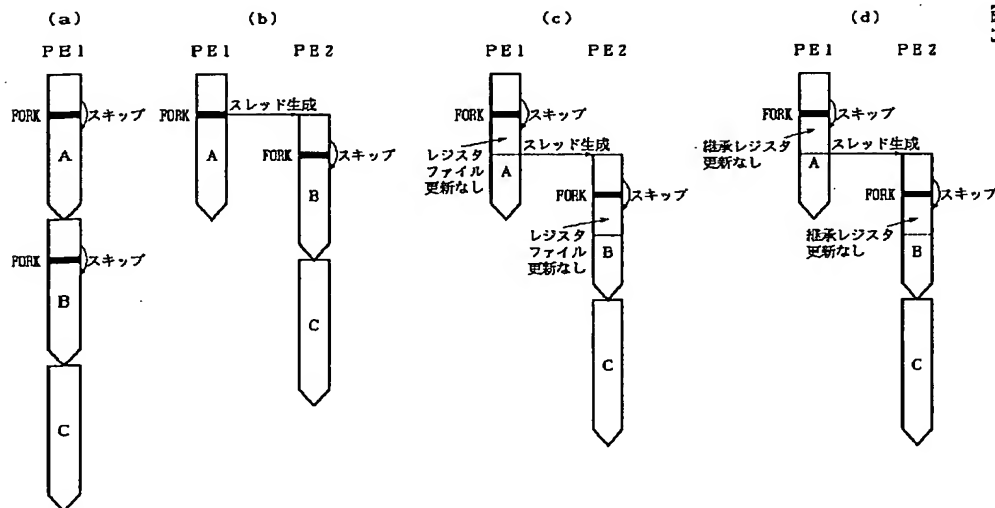 (a)
PE1
FORK
スキップ
A
FORK
スキップ
B
C
(b)
PE1
PE2
FORK
スレッド生成
A
FORK
スキップ
B
C
(c)
PE1
PE2
FORK
スキップ
スレッド生成
レジスタ
ファイル
更新なし
A
FORK
スキップ
レジスタ
ファイル
更新なし
B
C
(d)
PE1
PE2
FORK
スキップ
継承レジスタ
更新なし
スレッド生成
A
FORK
スキップ
継承レジスタ
更新なし
B
C